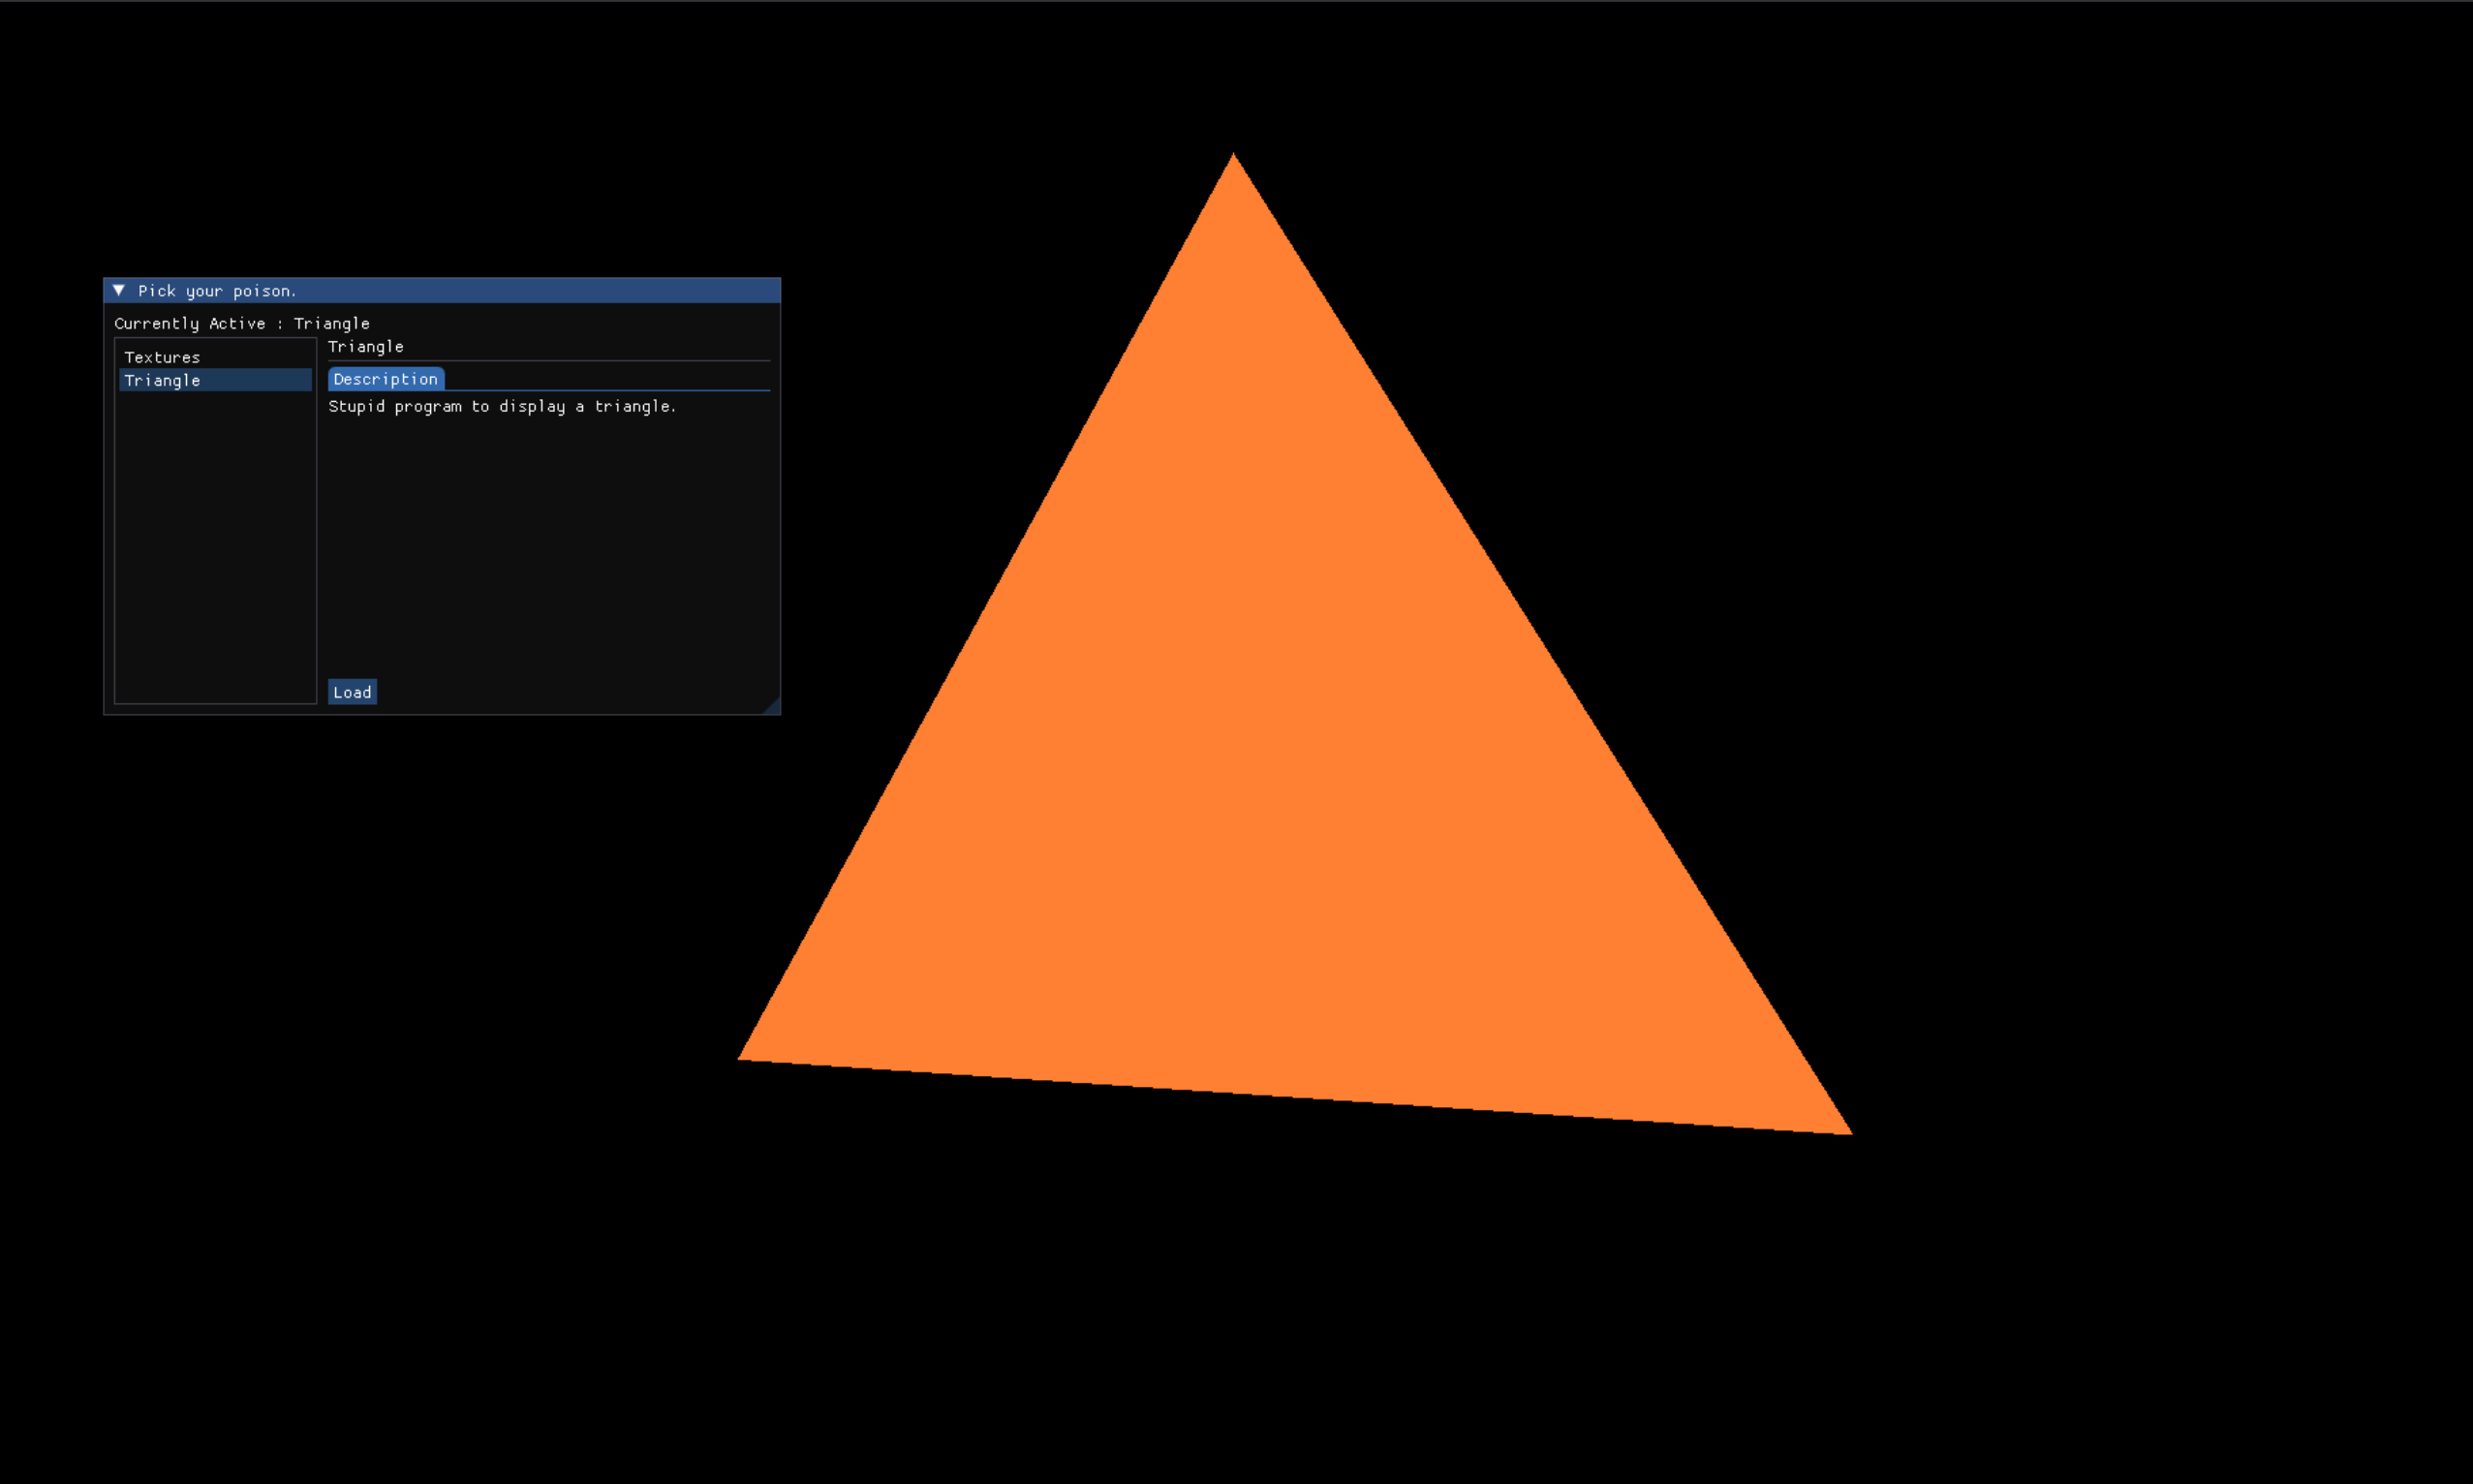 Pick your poison.
Currently Active : Triangle
Textures
Triangle
Triangle
Description
Stupid program to display a triangle.
Load